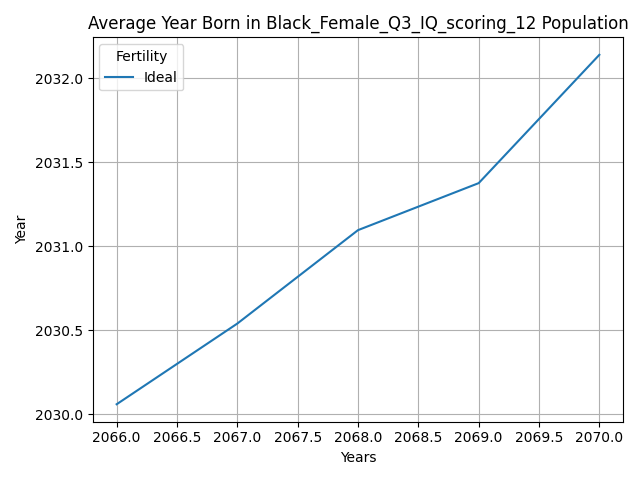 Average Year Born in Black_Female_Q3_IQ_scoring_12 Population
Fertility
Ideal
2032.0
2031.5
2031.0
2030.5
2030.0
Year
2066.0 2066.5 2067.0 2067.5 2068.0 2068.5 2069.0 2069.5 2070.0
Years